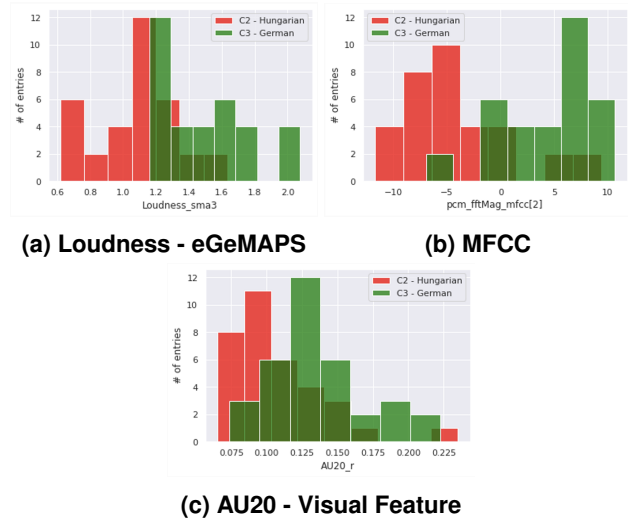 12
10
8
6
4
2
0
# of entries
C2 - Hungarian
C3 - German
0.6 0.8 1.0 1.2 1.4 1.6 1.8 2.0
Loudness_sma3
(a) Loudness - eGeMAPS
12
10
8
6
4
2
0
# of entries
C2 - Hungarian
C3 - German
−10 −5 0 5 10
pcm_fftMag_mfcc[2]
(b) MFCC
12
10
8
6
4
2
0
# of entries
C2 - Hungarian
C3 - German
0.075 0.100 0.125 0.150 0.175 0.200 0.225
AU20_r
(c) AU20 - Visual Feature